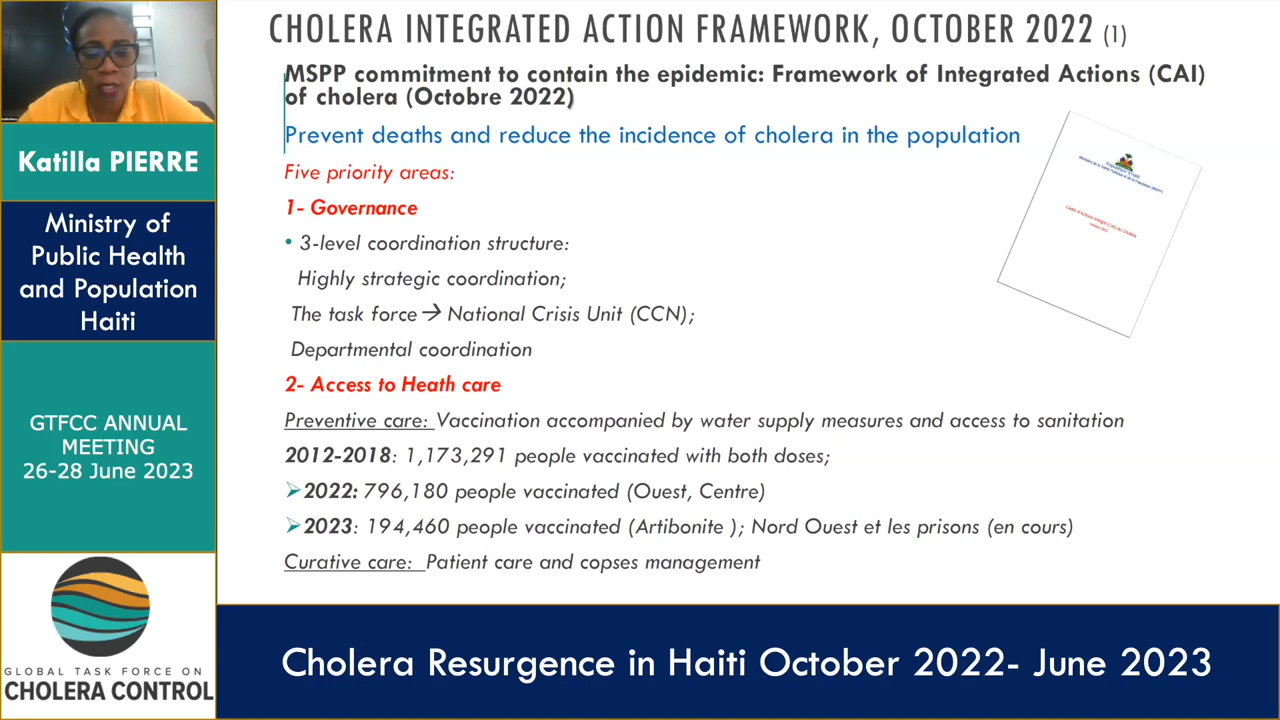 CHOLERA INTEGRATED ACTION FRAMEWORK, OCTOBER 2022 (1)
MSPP commitment to contain the epidemic: Framework of Integrated Actions (CAI)
of cholera (Octobre 2022)
Prevent deaths and reduce the incidence of cholera in the population
Five priority areas:
1- Governance
• 3-level coordination structure:
Highly strategic coordination;
The task force → National Crisis Unit (CCN);
Departmental coordination
2- Access to Heath care
Preventive care: Vaccination accompanied by water supply measures and access to sanitation
2012-2018: 1,173,291 people vaccinated with both doses;
➢2022: 796,180 people vaccinated (Ouest, Centre)
➢2023: 194,460 people vaccinated (Artibonite ); Nord Ouest et les prisons (en cours)
Curative care: Patient care and copses management
Katilla PIERRE
Ministry of
Public Health
and Population
Haiti
GTFCC ANNUAL
MEETING
26-28 June 2023
GLOBAL TASK FORCE ON
CHOLERA CONTROL
Cholera Resurgence in Haiti October 2022- June 2023